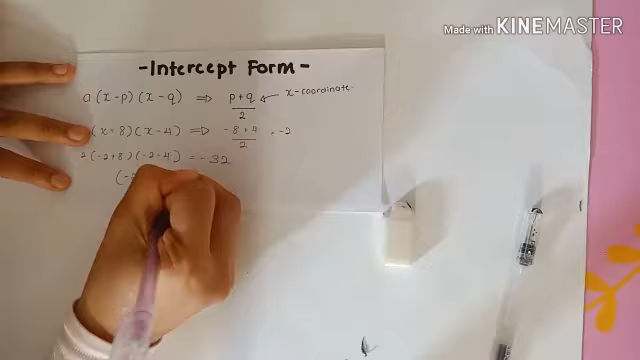 Made with KINEMASTER
- Intercept Form -
a (x-p) (x-q) ⇒ p+q/2 ← x-coordinate
(x+8)(x-4) ⇒ -8+4/2 = -2
2 (-2+8) (-2-4) = -32
(-2